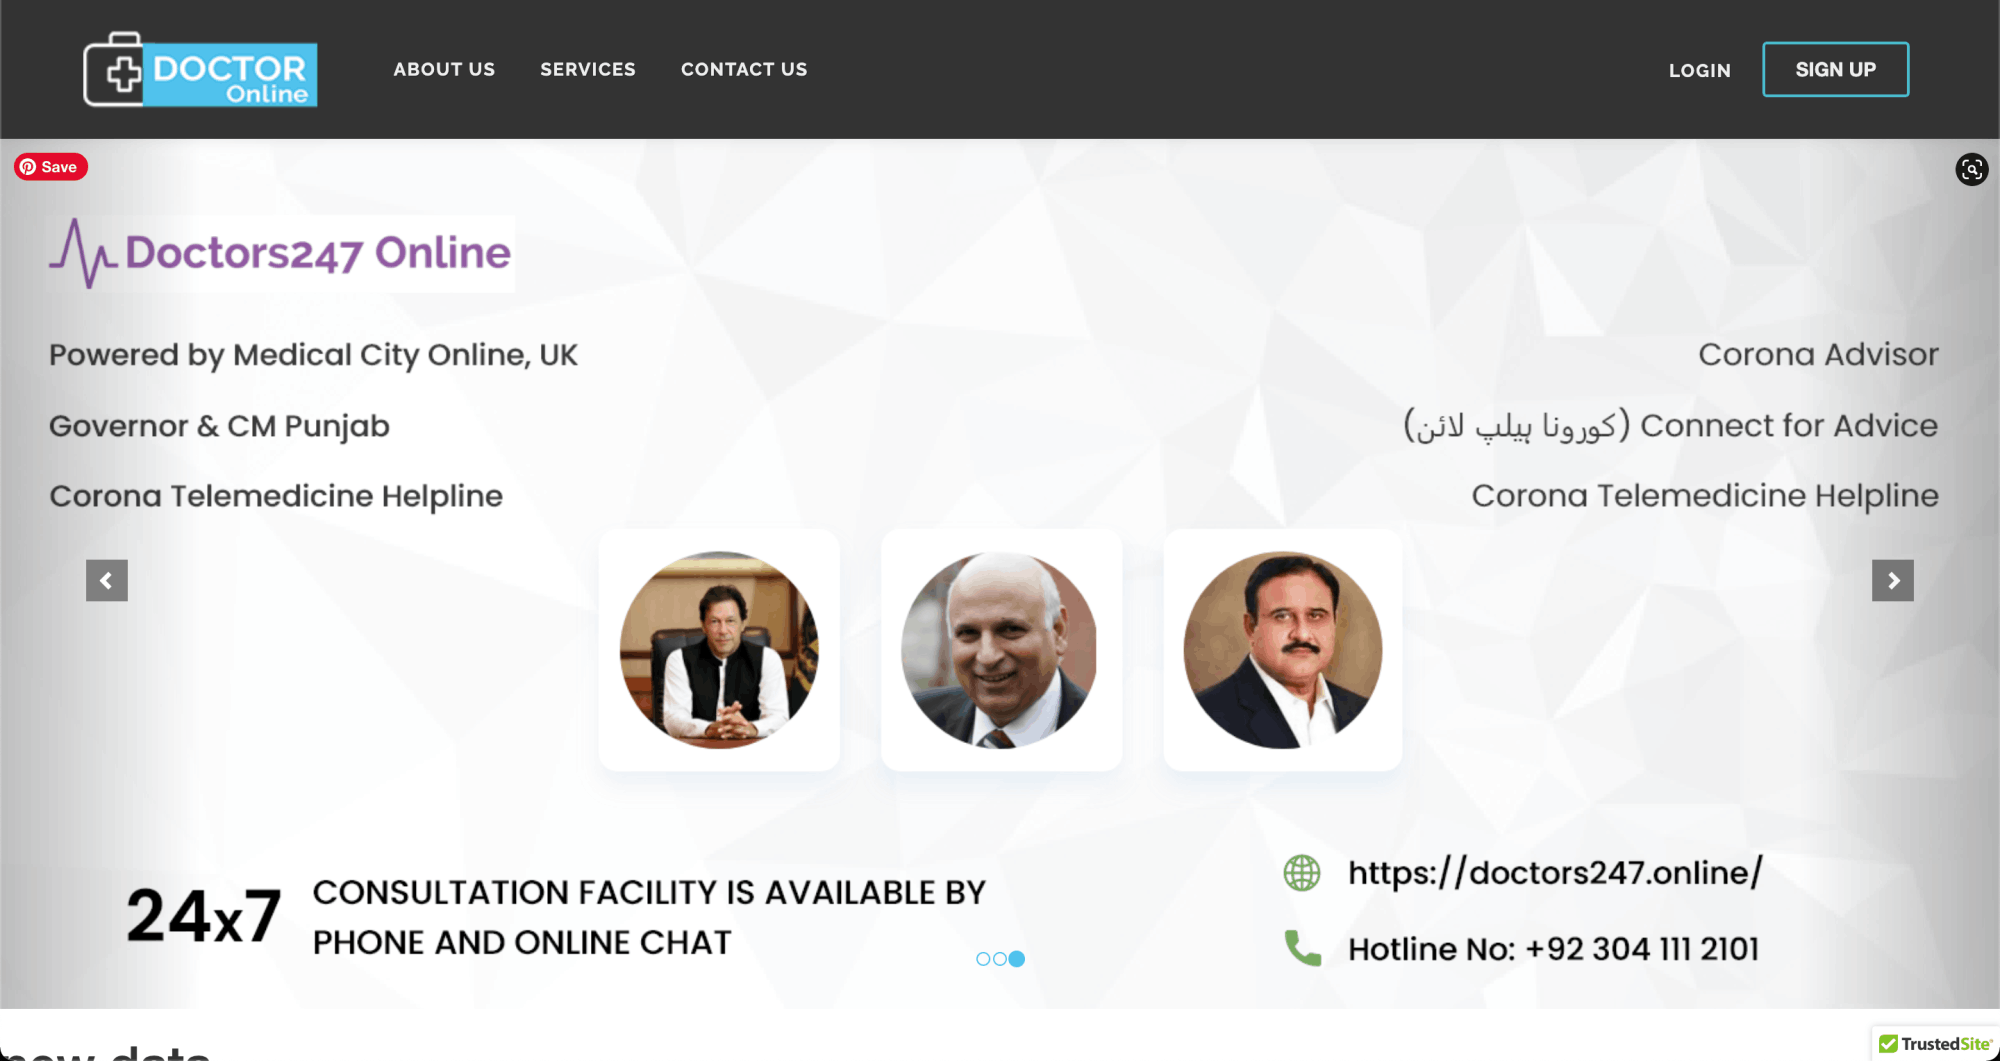 DOCTOR
Online
ABOUT US
SERVICES
CONTACT US
LOGIN
SIGN UP
Save
Doctors247 Online
Powered by Medical City Online, UK
Governor & CM Punjab
Corona Telemedicine Helpline
Corona Advisor
(کورونا ہیلپ لائن) Connect for Advice
Corona Telemedicine Helpline
24x7
CONSULTATION FACILITY IS AVAILABLE BY
PHONE AND ONLINE CHAT
https://doctors247.online/
Hotline No: +92 304 111 2101
new data
TrustedSite